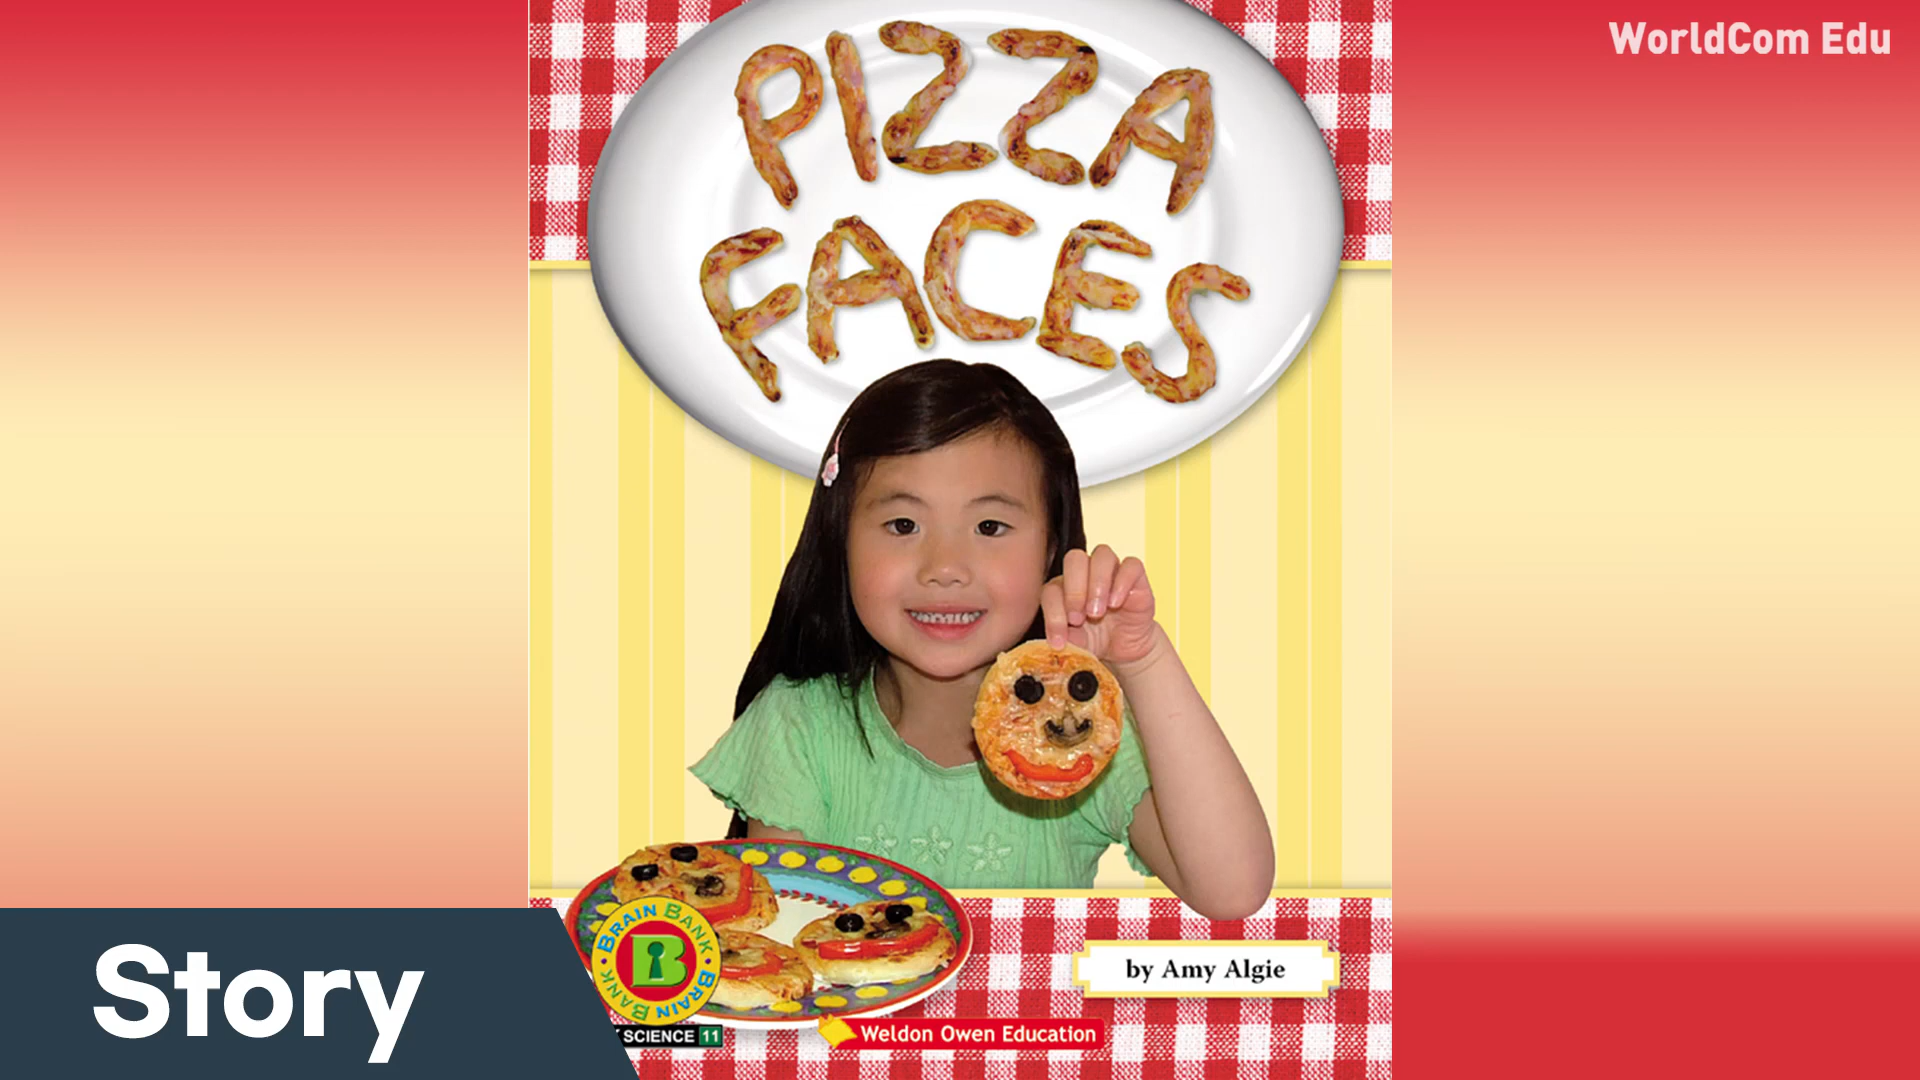 WorldCom Edu
PIZZA
FACES
by Amy Algie
BRAIN BANK
BRAIN BANK
B
SCIENCE 11
Weldon Owen Education
Story